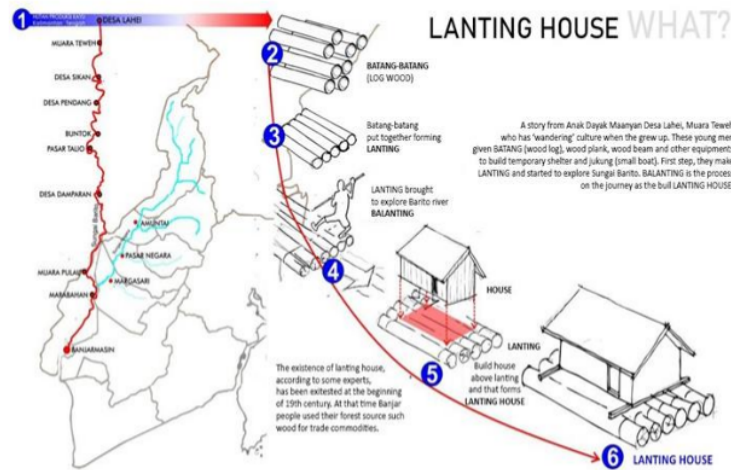 LANTING HOUSE WHAT?
1
DESA LAHEI
MUARA TEWEH
DESA SIKAN
DESA PENDANG
BUNTOK
PASAR TALIO
DESA DAMPARAN
Sungai Barito
AMUNTAI
PASAR NEGARA
MUARA PULAU
MARGASARI
MARABAHAN
BANJARMASIN
2
BATANG-BATANG
(LOG WOOD)
3
Batang-batang
put together forming
LANTING
LANTING brought
to explore Barito river
BALANTING
4
A story from Anak Dayak Maanyan Desa Lahei, Muara Teweh
who has 'wandering' culture when the grew up. These young men
given BATANG (wood log), wood plank, wood beam and other equipment
to build temporary shelter and jukung (small boat). First step, they make
LANTING and started to explore Sungai Barito. BALANTING is the process
on the journey as the buil LANTING HOUSE
HOUSE
LANTING
5
Build house
above lanting
and that forms
LANTING HOUSE
The existence of lanting house,
according to some experts,
has been exitested at the beginning
of 19th century. At that time Banjar
people used their forest source such
wood for trade commodities.
6
LANTING HOUSE